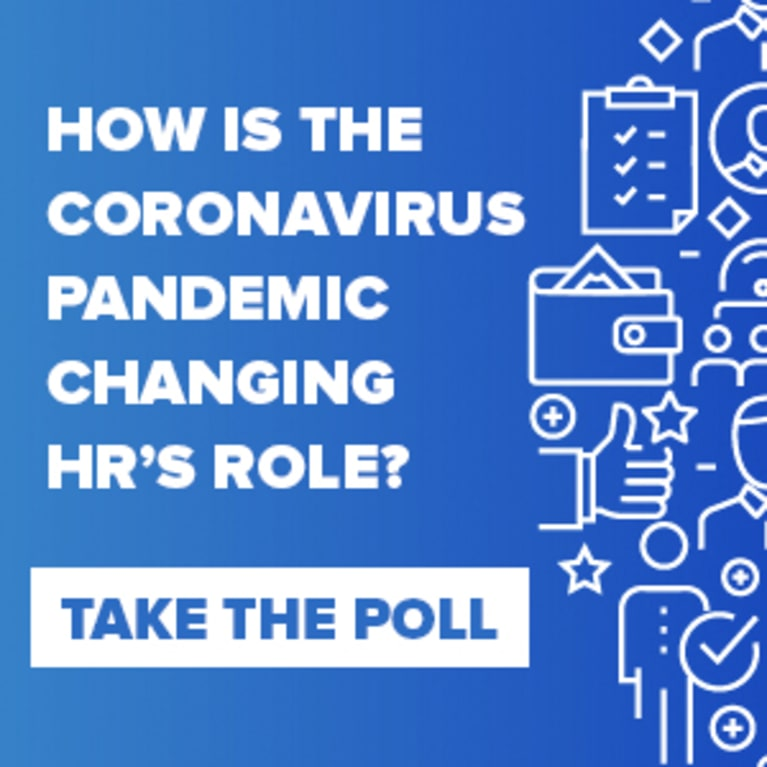 HOW IS THE
CORONAVIRUS
PANDEMIC
CHANGING
HR’S ROLE?
TAKE THE POLL